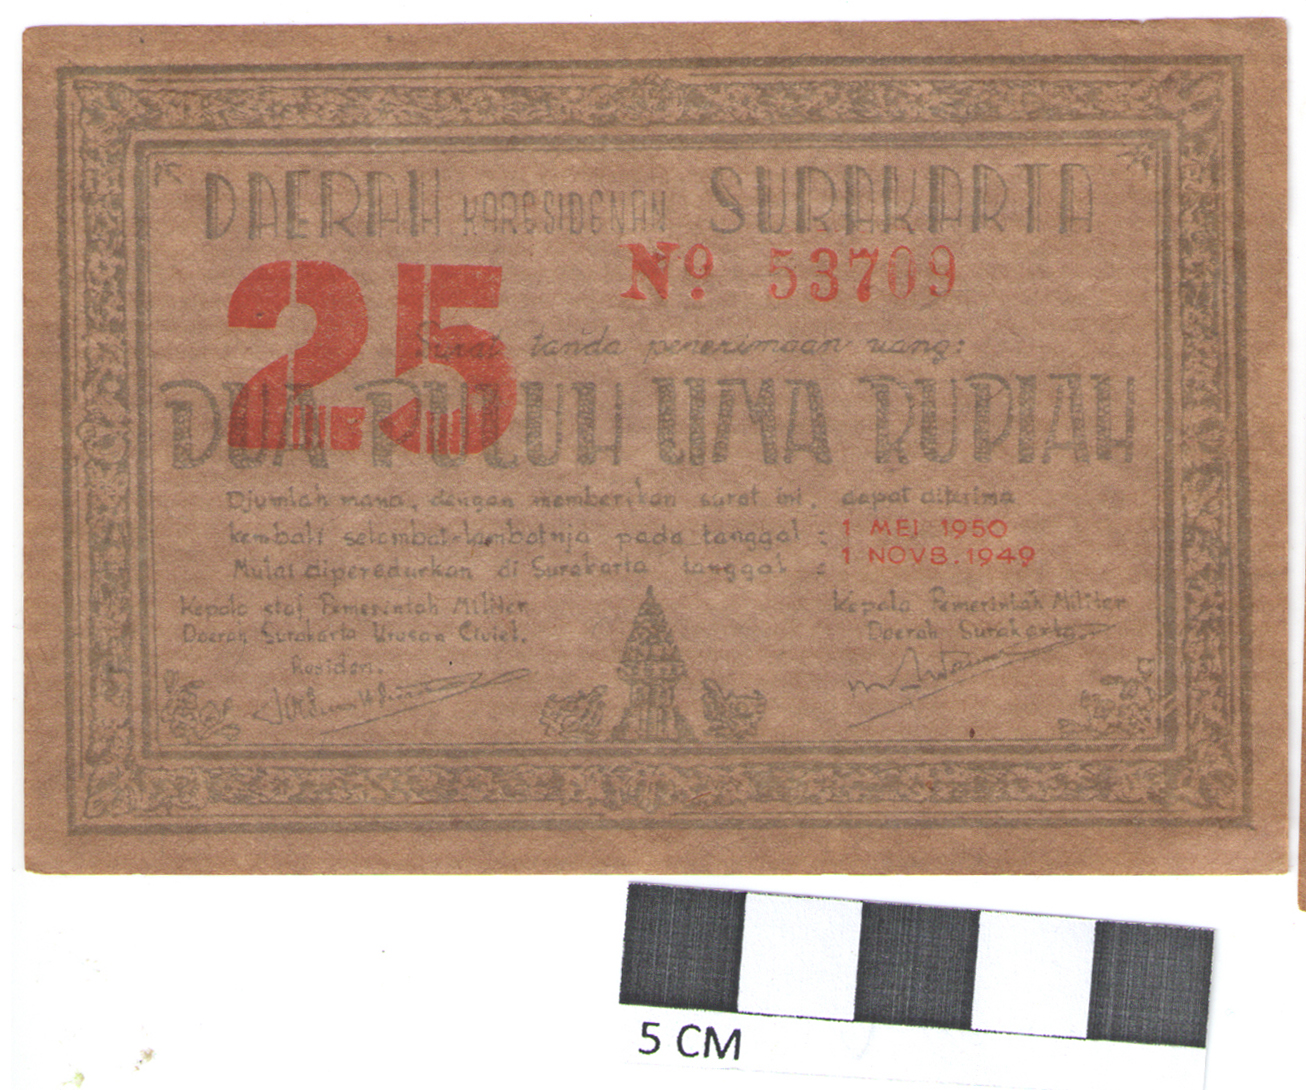 DAERAH KARESIDENAN SURAKARTA
25
No. 53709
Surat tanda penerimaan uang:
DUA PULUH LIMA RUPIAH
Djumlah mana, dengan memberikan surat ini, dapat diterima
kembali selambat-lambatnja pada tanggal : 1 MEI 1950
Mulai diperedarkan di Surakarta tanggal : 1 NOVB. 1949
Kepala staf Pemerintah Militer
Daerah Surakarta Urusan Civiel.
Residen.
Kepala Pemerintah Militer
Daerah Surakarta.
5 CM